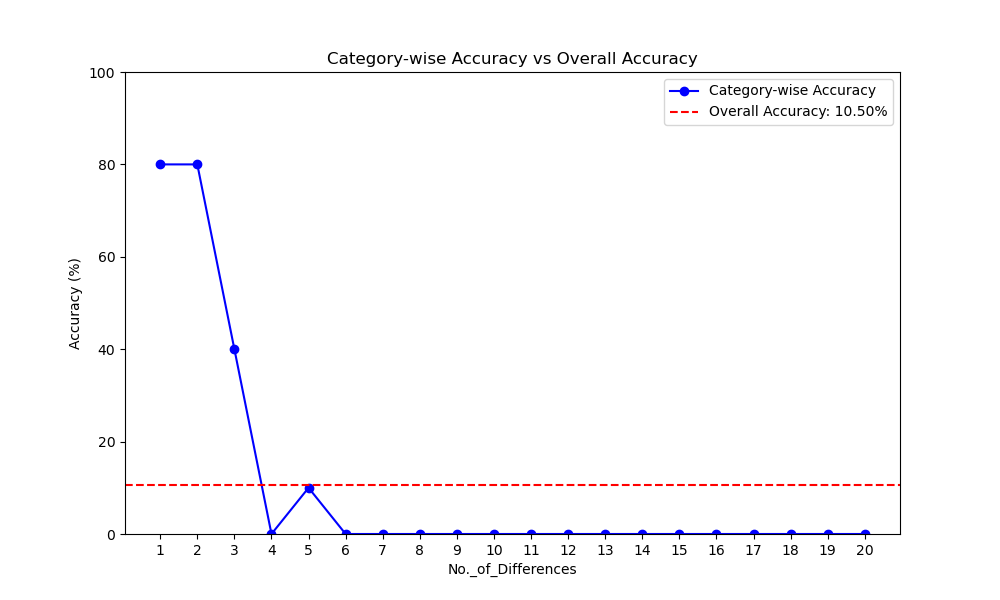 Category-wise Accuracy vs Overall Accuracy
Category-wise Accuracy
Overall Accuracy: 10.50%
Accuracy (%)
100
80
60
40
20
0
1 2 3 4 5 6 7 8 9 10 11 12 13 14 15 16 17 18 19 20
No._of_Differences